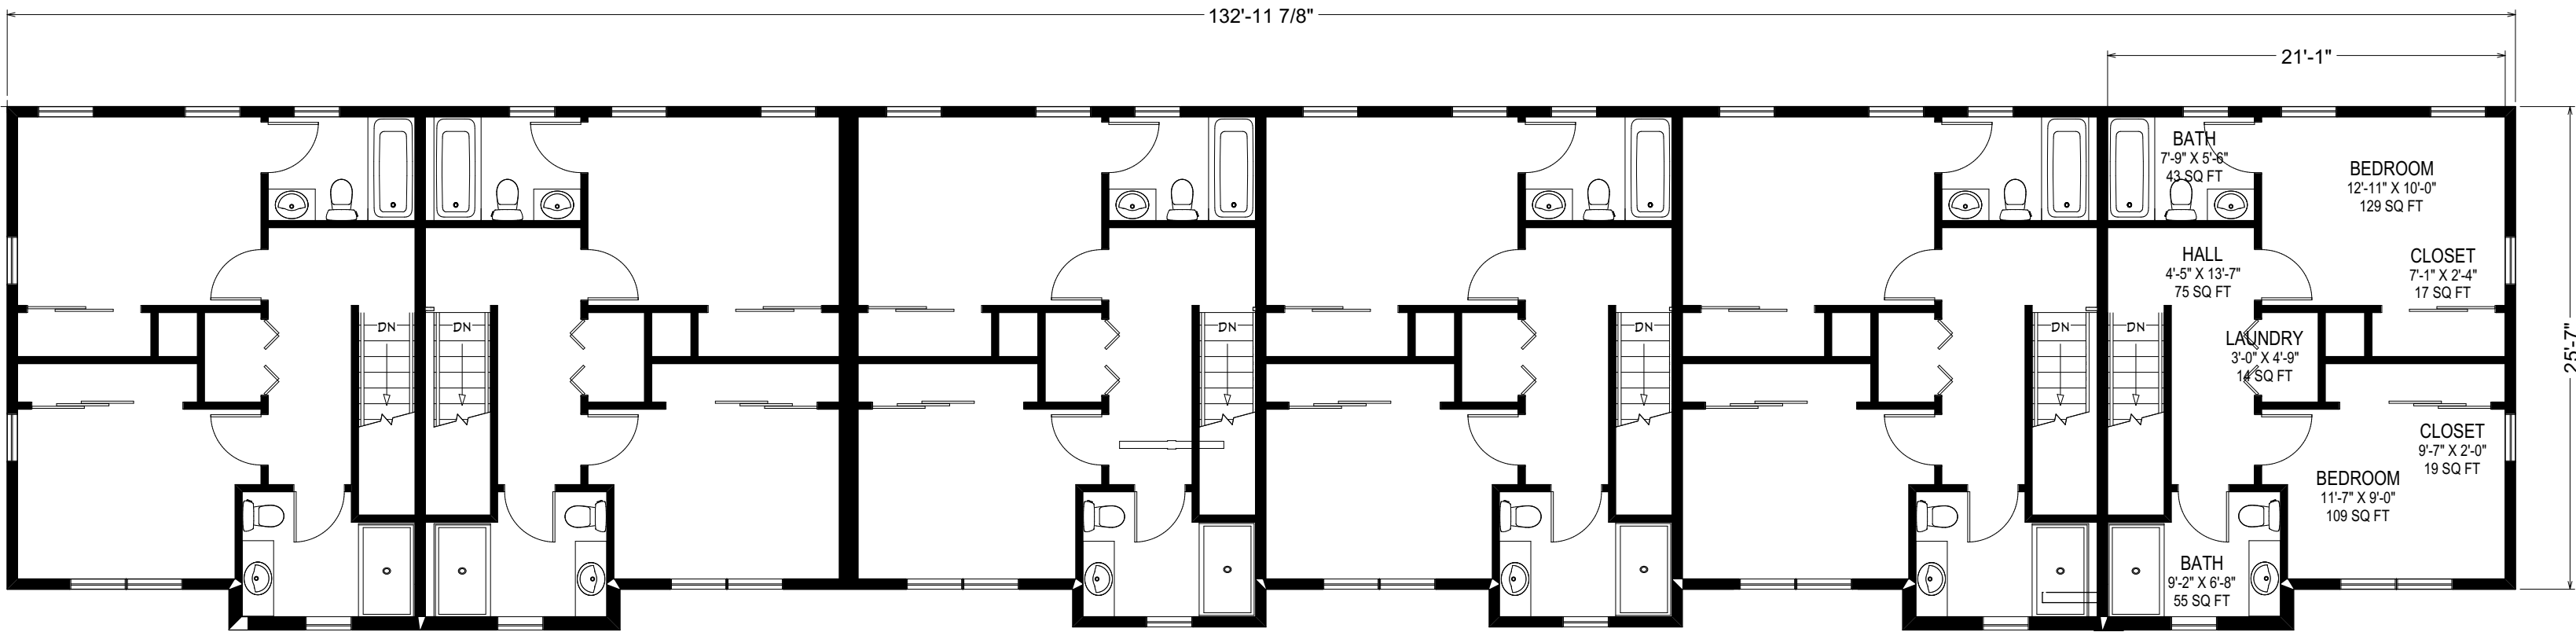 132'-11 7/8"
21'-1"
BATH
7'-9" X 5'-6"
43 SQ FT
BEDROOM
12'-11" X 10'-0"
129 SQ FT
HALL
4'-5" X 13'-7"
75 SQ FT
CLOSET
7'-1" X 2'-4"
17 SQ FT
DN
DN
DN
DN
DN
DN
LAUNDRY
3'-0" X 4'-9"
14 SQ FT
25'-7"
CLOSET
9'-7" X 2'-0"
19 SQ FT
BEDROOM
11'-7" X 9'-0"
109 SQ FT
BATH
9'-2" X 6'-8"
55 SQ FT